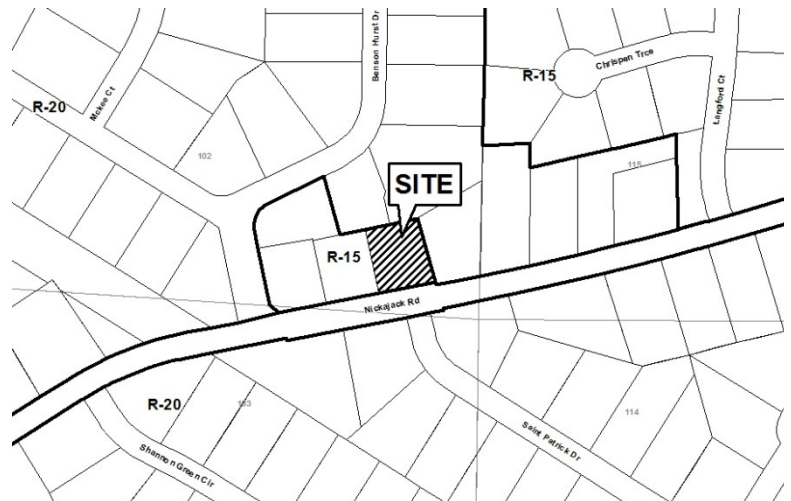 Benson Hurst Dr
Chrispen Trce
R-15
Langford Ct
R-20
Mckee Ct
102
115
SITE
R-15
Nickajack Rd
R-20
103
114
Saint Patrick Dr
Shannon Green Cir